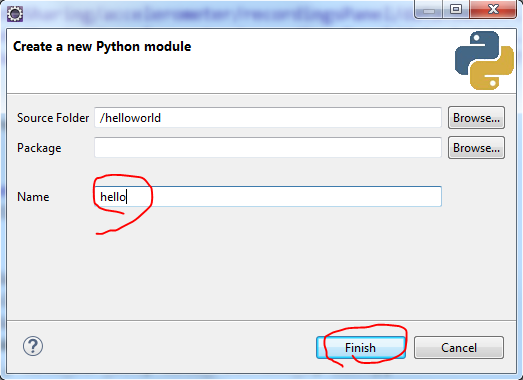 Create a new Python module
Source Folder /helloworld Browse...
Package Browse...
Name hello
? Finish Cancel